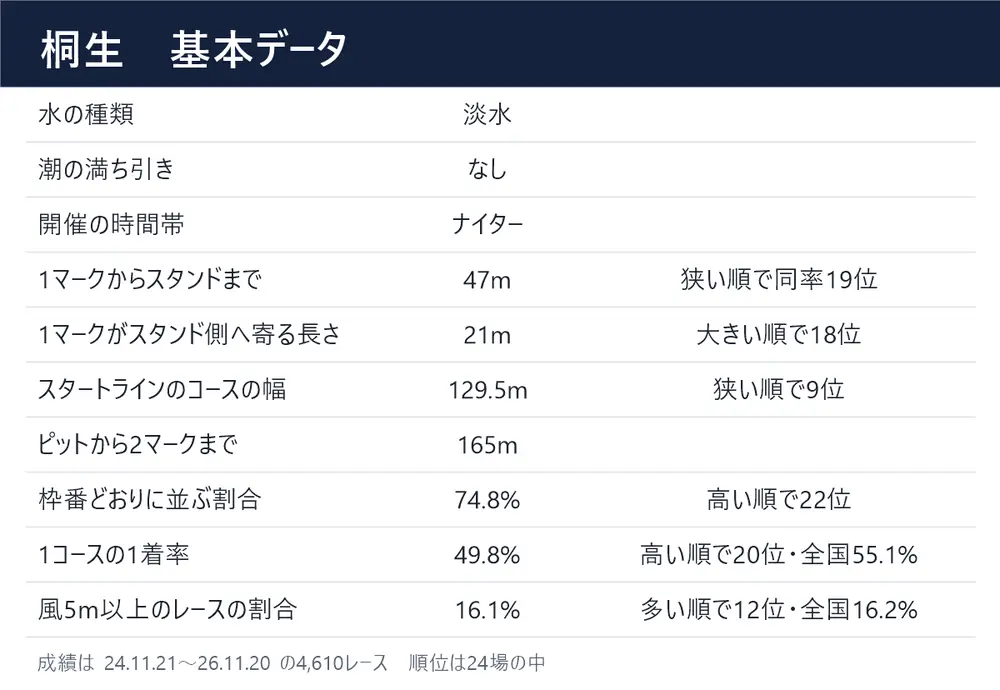 桐生　基本データ
水の種類 淡水
潮の満ち引き なし
開催の時間帯 ナイター
1マークからスタンドまで 47m 狭い順で同率19位
1マークがスタンド側へ寄る長さ 21m 大きい順で18位
スタートラインのコースの幅 129.5m 狭い順で9位
ピットから2マークまで 165m
枠番どおりに並ぶ割合 74.8% 高い順で22位
1コースの1着率 49.8% 高い順で20位・全国55.1%
風5m以上のレースの割合 16.1% 多い順で12位・全国16.2%
成績は 24.11.21～26.11.20 の4,610レース　順位は24場の中